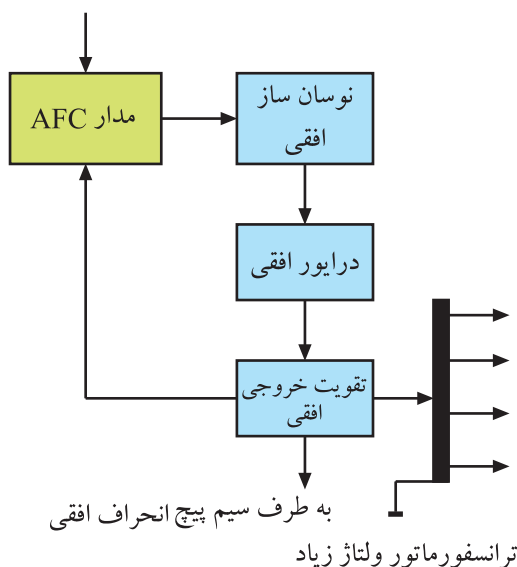 مدار AFC
نوسان ساز
افقی
درایور افقی
تقویت خروجی
افقی
به طرف سیم پیچ انحراف افقی
ترانسفورماتور ولتاژ زیاد